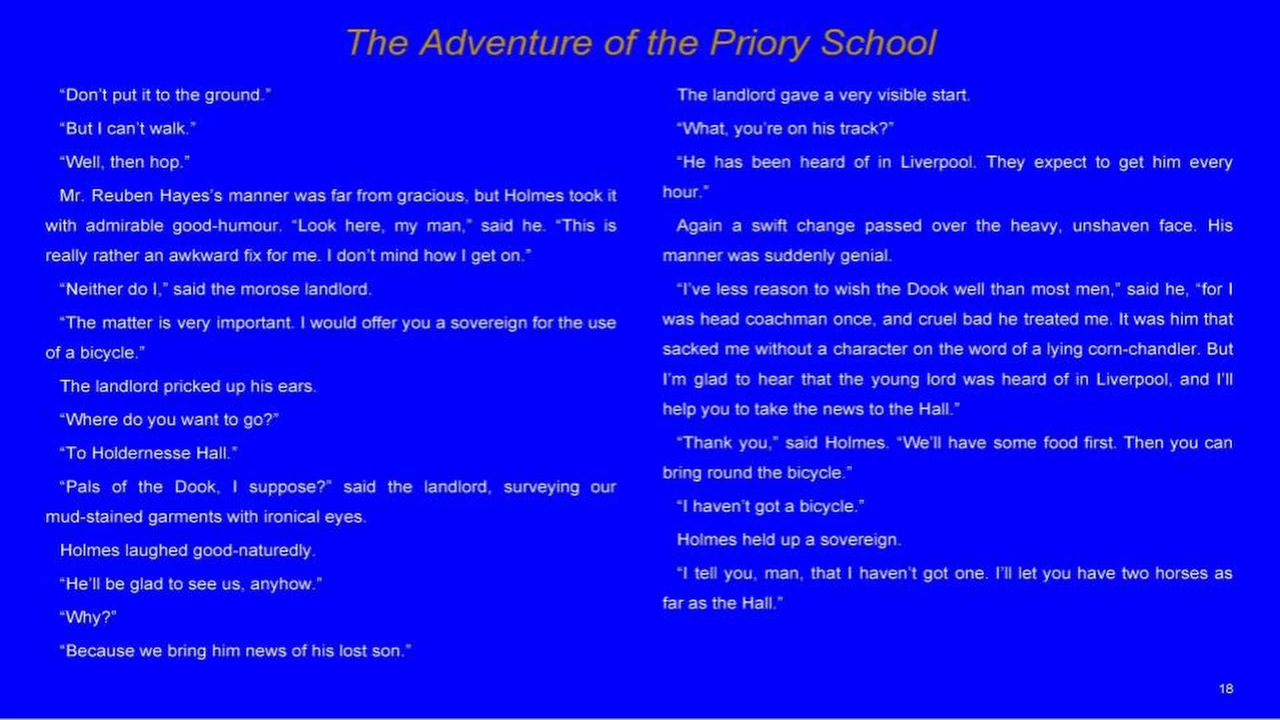 The Adventure of the Priory School
“Don’t put it to the ground.”
“But I can’t walk.”
“Well, then hop.”
Mr. Reuben Hayes’s manner was far from gracious, but Holmes took it
with admirable good-humour. “Look here, my man,” said he. “This is
really rather an awkward fix for me. I don’t mind how I get on.”
“Neither do I,” said the morose landlord.
“The matter is very important. I would offer you a sovereign for the use
of a bicycle.”
The landlord pricked up his ears.
“Where do you want to go?”
“To Holdernesse Hall.”
“Pals of the Dook, I suppose?” said the landlord, surveying our
mud-stained garments with ironical eyes.
Holmes laughed good-naturedly.
“He’ll be glad to see us, anyhow.”
“Why?”
“Because we bring him news of his lost son.”
The landlord gave a very visible start.
“What, you’re on his track?”
“He has been heard of in Liverpool. They expect to get him every
hour.”
Again a swift change passed over the heavy, unshaven face. His
manner was suddenly genial.
“I’ve less reason to wish the Dook well than most men,” said he, “for I
was head coachman once, and cruel bad he treated me. It was him that
sacked me without a character on the word of a lying corn-chandler. But
I’m glad to hear that the young lord was heard of in Liverpool, and I’ll
help you to take the news to the Hall.”
“Thank you,” said Holmes. “We’ll have some food first. Then you can
bring round the bicycle.”
“I haven’t got a bicycle.”
Holmes held up a sovereign.
“I tell you, man, that I haven’t got one. I’ll let you have two horses as
far as the Hall.”
18